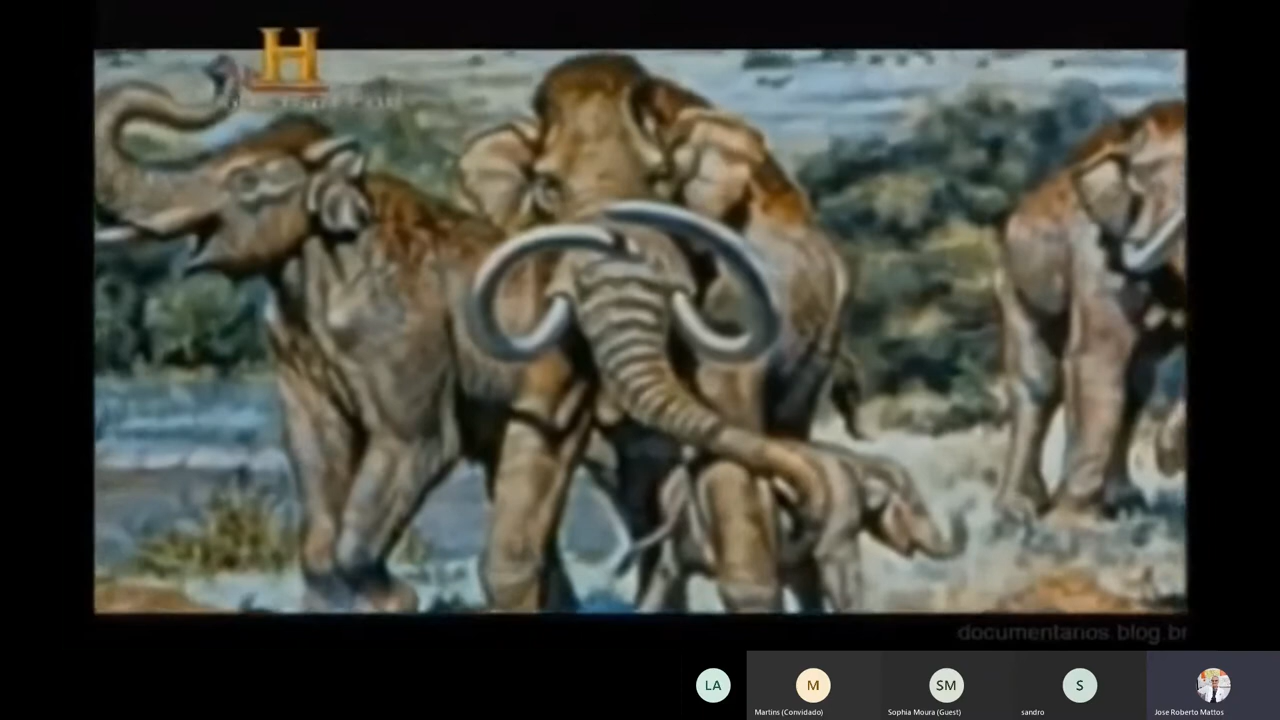 H
documentarios.blog.br
LA
M
SM
S
Martins (Convidado)
Sophia Moura (Guest)
sandro
Jose Roberto Mattos